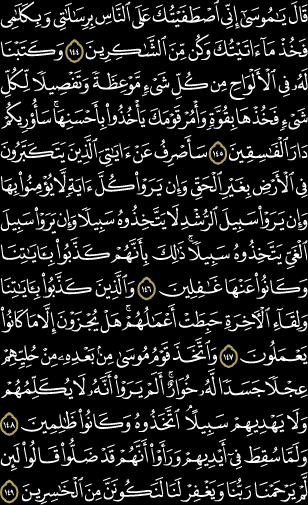 قَالَ يَـٰمُوسَىٰٓ إِنِّي ٱصۡطَفَيۡتُكَ عَلَى ٱلنَّاسِ بِرِسَـٰلَـٰتِي وَبِكَلَـٰمِي
فَخُذۡ مَآ ءَاتَيۡتُكَ وَكُن مِّنَ ٱلشَّـٰكِرِينَ ١٤٤ وَكَتَبۡنَا
لَهُۥ فِي ٱلۡأَلۡوَاحِ مِن كُلِّ شَيۡءٖ مَّوۡعِظَةٗ وَتَفۡصِيلٗا لِّكُلِّ
شَيۡءٖ فَخُذۡهَا بِقُوَّةٖ وَأۡمُرۡ قَوۡمَكَ يَأۡخُذُواْ بِأَحۡسَنِهَاۚ سَأُوْرِيكُمۡ
دَارَ ٱلۡفَـٰسِقِينَ ١٤٥ سَأَصۡرِفُ عَنۡ ءَايَـٰتِيَ ٱلَّذِينَ يَتَكَبَّرُونَ
فِي ٱلۡأَرۡضِ بِغَيۡرِ ٱلۡحَقِّ وَإِن يَرَوۡاْ كُلَّ ءَايَةٖ لَّا يُؤۡمِنُواْ بِهَا
وَإِن يَرَوۡاْ سَبِيلَ ٱلرُّشۡدِ لَا يَتَّخِذُوهُ سَبِيلٗا وَإِن يَرَوۡاْ سَبِيلَ
ٱلۡغَيِّ يَتَّخِذُوهُ سَبِيلٗاۚ ذَٰلِكَ بِأَنَّهُمۡ كَذَّبُواْ بِـَٔايَـٰتِنَا
وَكَانُواْ عَنۡهَا غَـٰفِلِينَ ١٤٦ وَٱلَّذِينَ كَذَّبُواْ بِـَٔايَـٰتِنَا
وَلِقَآءِ ٱلۡأٓخِرَةِ حَبِطَتۡ أَعۡمَـٰلُهُمۡۚ هَلۡ يُجۡزَوۡنَ إِلَّا مَا كَانُواْ
يَعۡمَلُونَ ١٤٧ وَٱتَّخَذَ قَوۡمُ مُوسَىٰ مِنۢ بَعۡدِهِۦ مِنۡ حُلِيِّهِمۡ
عِجۡلٗا جَسَدٗا لَّهُۥ خُوَارٌۚ أَلَمۡ يَرَوۡاْ أَنَّهُۥ لَا يُكَلِّمُهُمۡ
وَلَا يَهۡدِيهِمۡ سَبِيلًاۘ ٱتَّخَذُوهُ وَكَانُواْ ظَـٰلِمِينَ ١٤٨
وَلَمَّا سُقِطَ فِيٓ أَيۡدِيهِمۡ وَرَأَوۡاْ أَنَّهُمۡ قَدۡ ضَلُّواْ قَالُواْ لَئِن
لَّمۡ يَرۡحَمۡنَا رَبُّنَا وَيَغۡفِرۡ لَنَا لَنَكُونَنَّ مِنَ ٱلۡخَـٰسِرِينَ ١٤٩